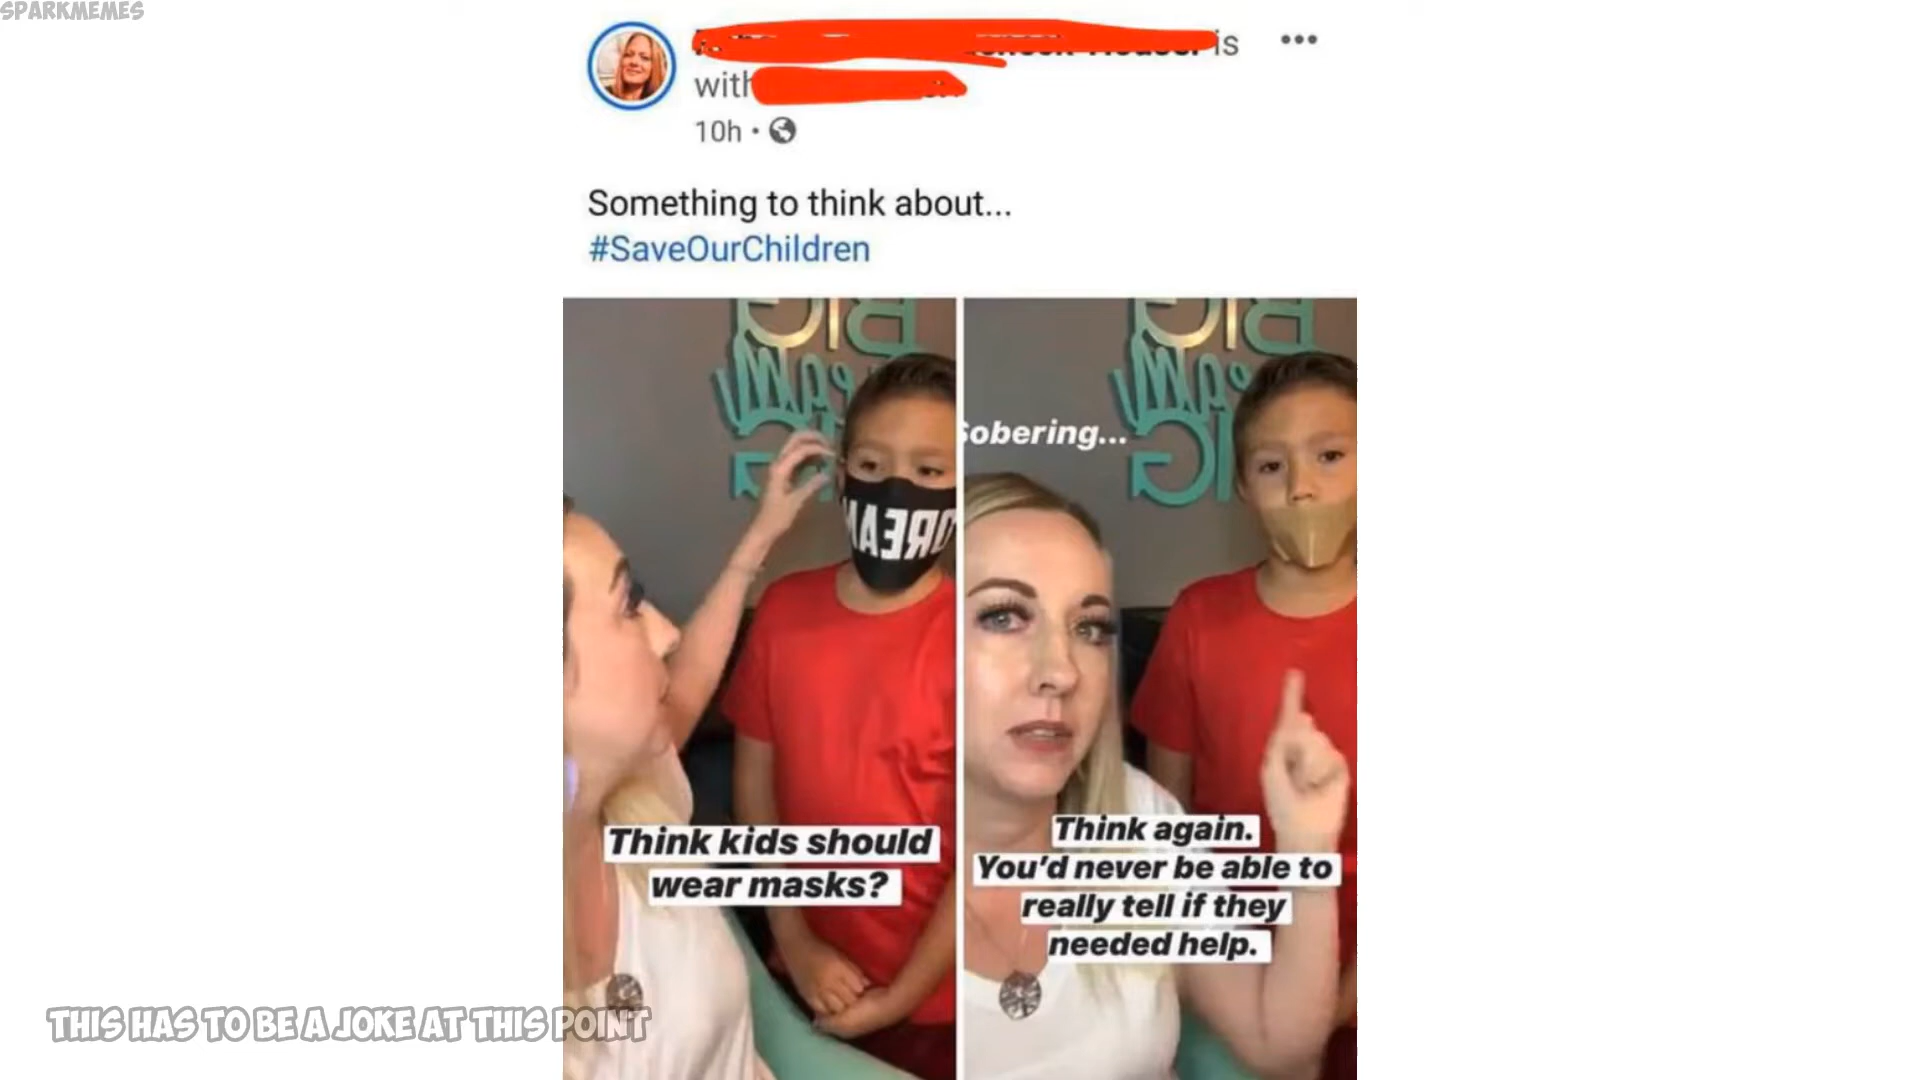 SPARKMEMES
is
with
10h
Something to think about...
#SaveOurChildren
Sobering...
Think kids should
wear masks?
Think again.
You'd never be able to
really tell if they
needed help.
THIS HAS TO BE A JOKE AT THIS POINT